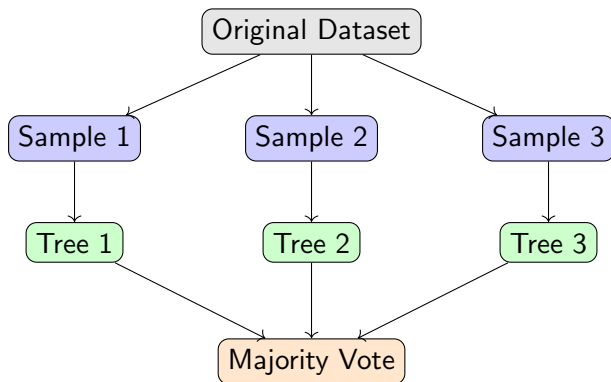 Original Dataset
Sample 1
Sample 2
Sample 3
Tree 1
Tree 2
Tree 3
Majority Vote